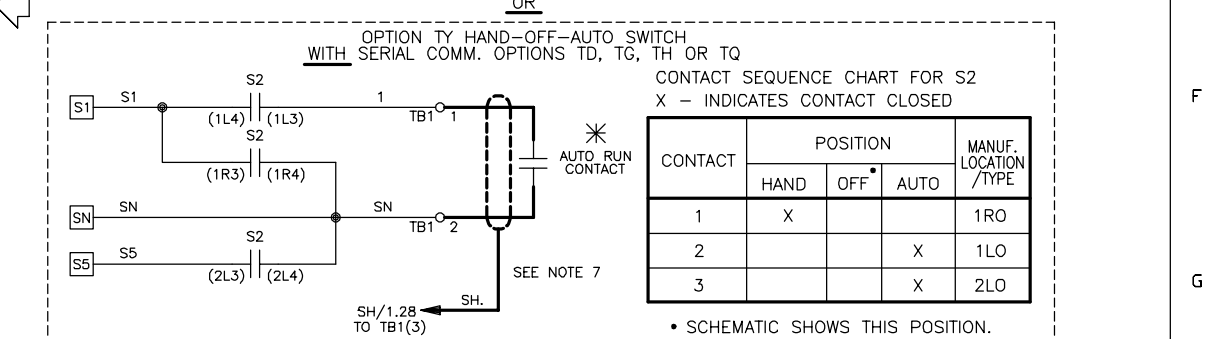 OR
OPTION TY HAND-OFF-AUTO SWITCH
WITH SERIAL COMM. OPTIONS TD, TG, TH OR TQ
CONTACT SEQUENCE CHART FOR S2
X - INDICATES CONTACT CLOSED
F
S1
S1
S2
(1L4) (1L3)
1
TB1 1
S2
(1R3) (1R4)
AUTO RUN
CONTACT
SN
SN
SN
TB1 2
S5
S5
S2
(2L3) (2L4)
SEE NOTE 7
SH.
SH/1.28
TO TB1(3)
CONTACT
POSITION
MANUF.
LOCATION
/TYPE
HAND OFF• AUTO
1 X 1RO
2 X 1LO
3 X 2LO
G
• SCHEMATIC SHOWS THIS POSITION.